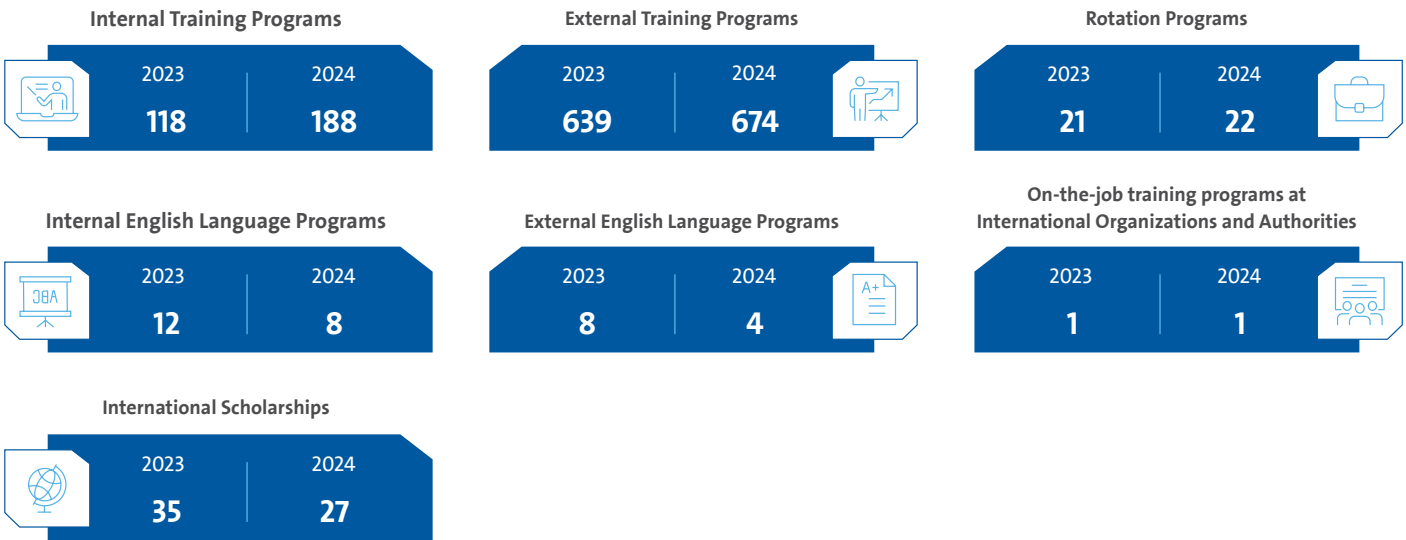 Internal Training Programs
2023 2024
118 188
External Training Programs
2023 2024
639 674
Rotation Programs
2023 2024
21 22
Internal English Language Programs
ABC
2023 2024
12 8
External English Language Programs
2023 2024
8 4
A+
On-the-job training programs at
International Organizations and Authorities
2023 2024
1 1
International Scholarships
2023 2024
35 27